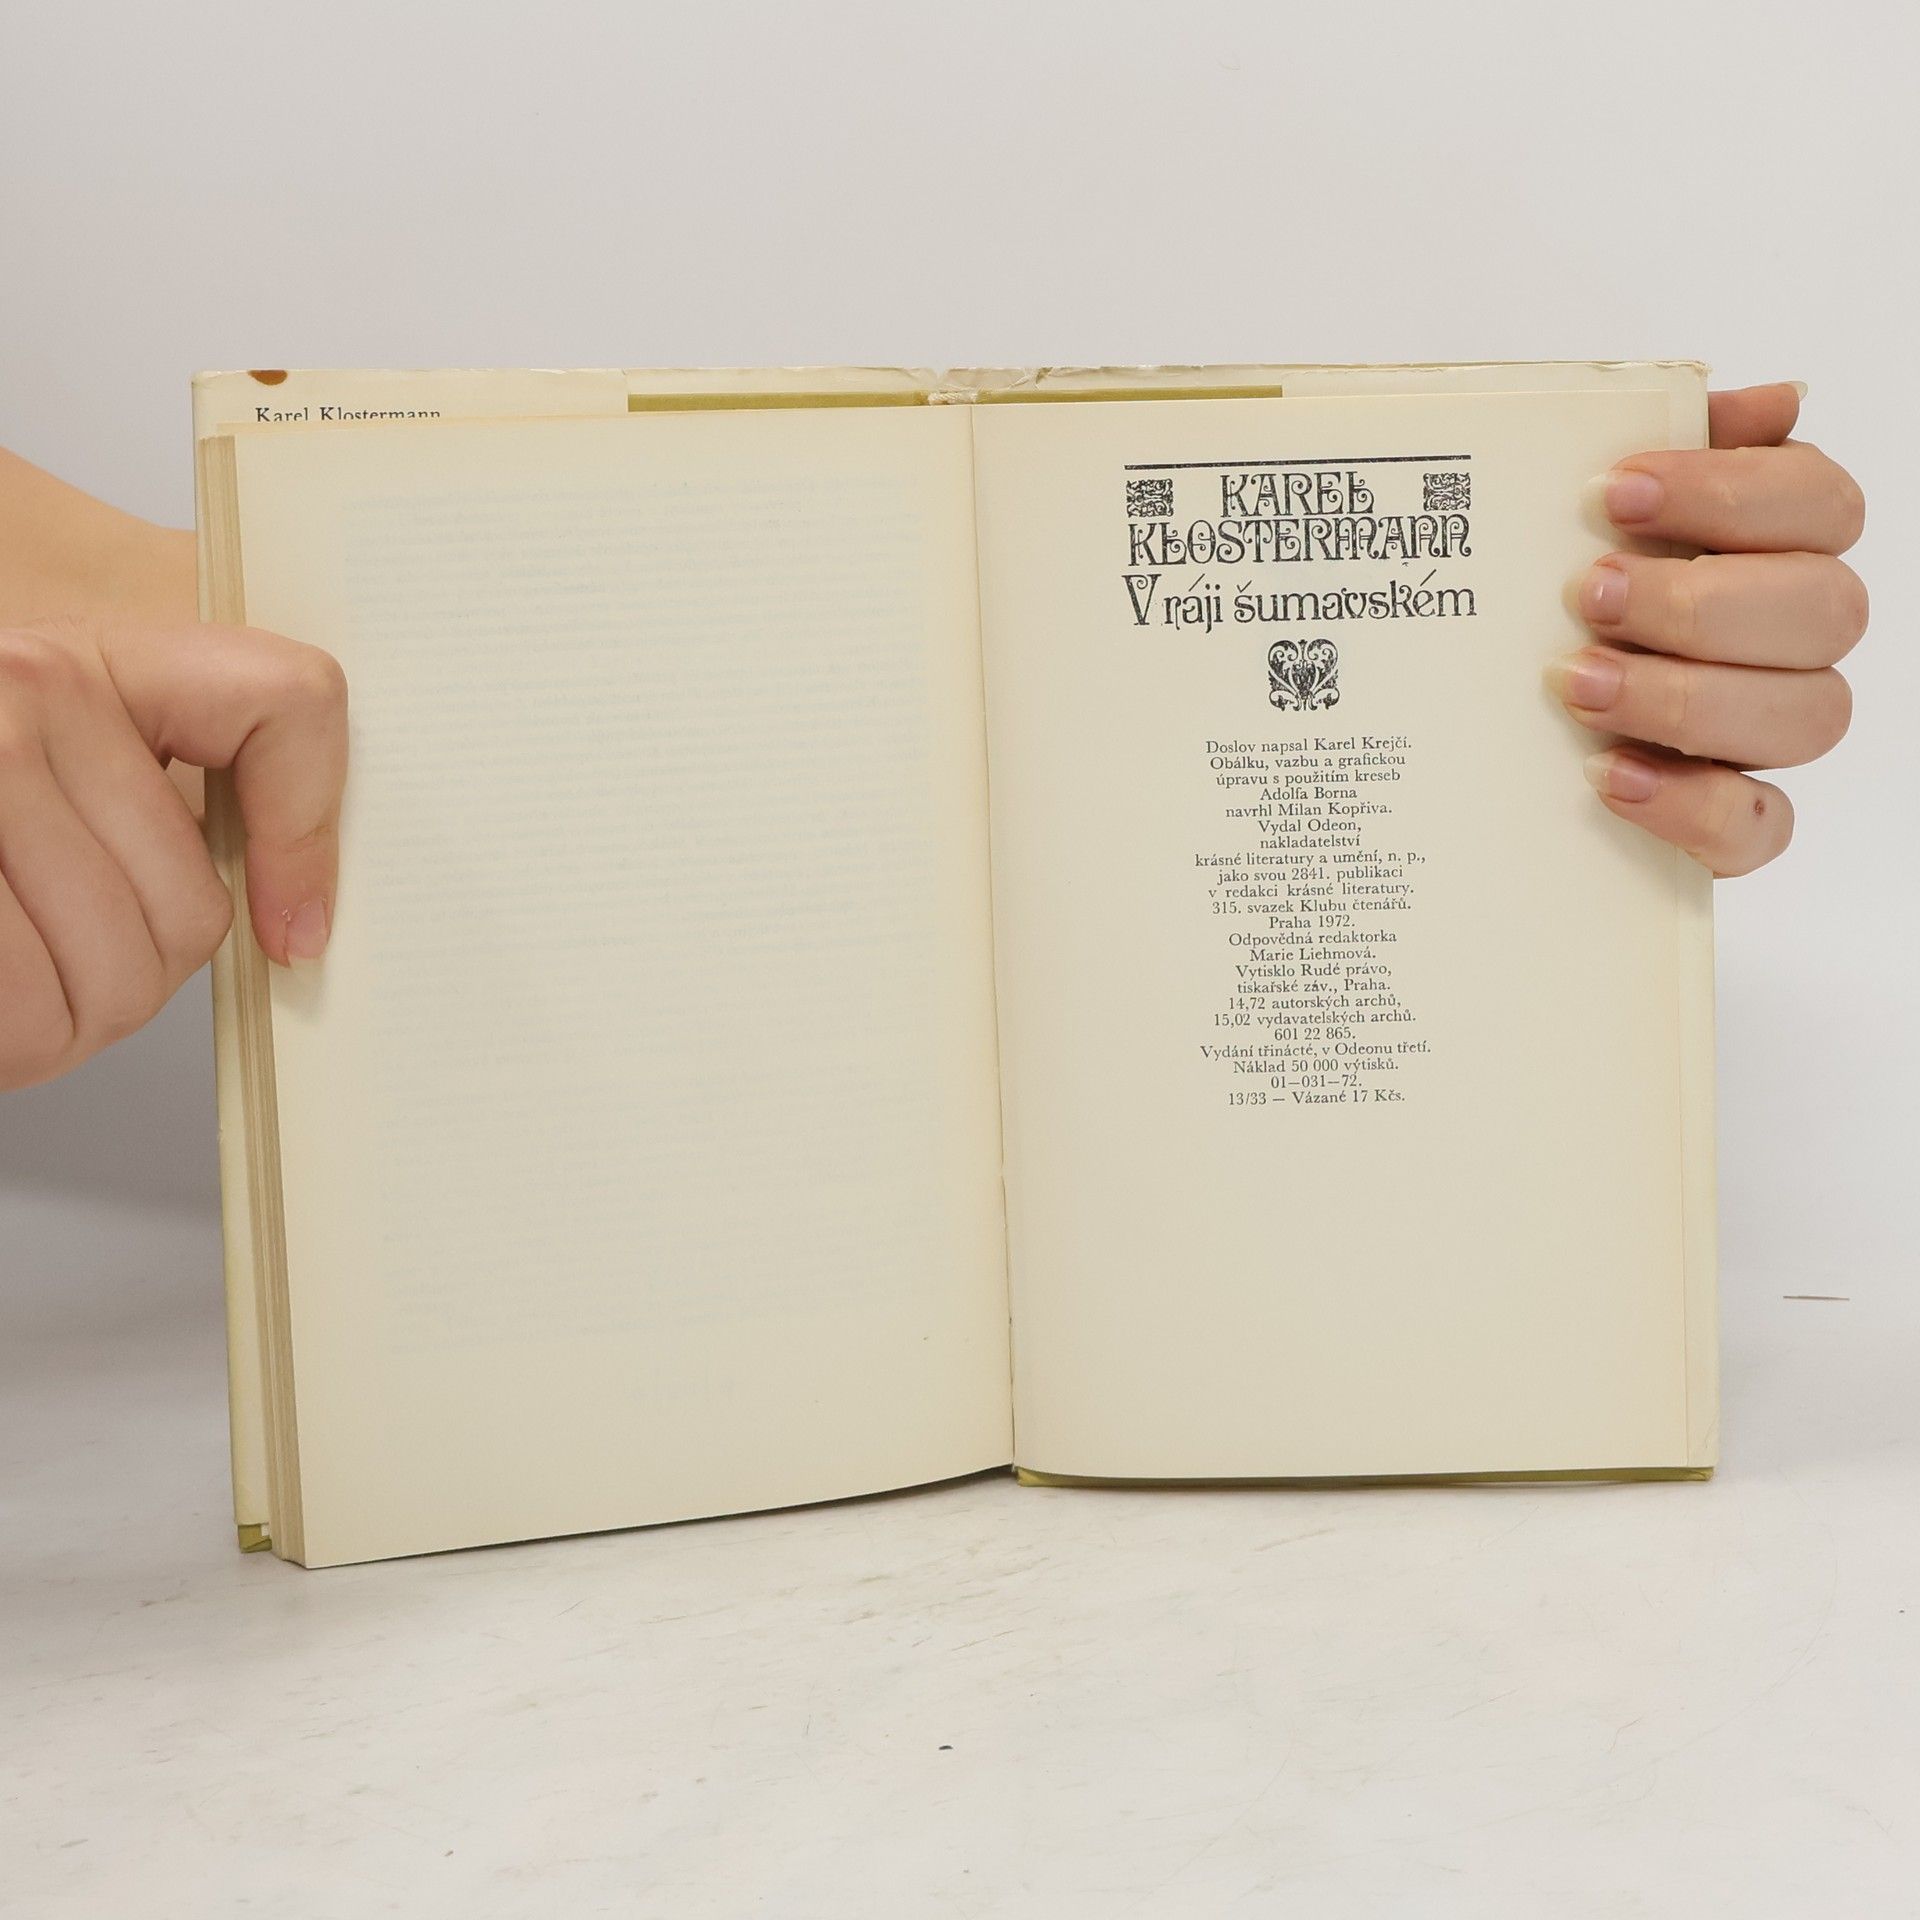 Karel Klostermann
KAREL
KLOSTERMANN
V ráji šumavském
Doslov napsal Karel Krejčí.
Obálku, vazbu a grafickou
úpravu s použitím kreseb
Adolfa Borna
navrhl Milan Kopřiva.
Vydal Odeon,
nakladatelství
krásné literatury a umění, n. p.,
jako svou 2841. publikaci
v redakci krásné literatury.
315. svazek Klubu čtenářů.
Praha 1972.
Odpovědná redaktorka
Marie Liehmová.
Vytisklo Rudé právo,
tiskařské záv., Praha.
14,72 autorských archů,
15,02 vydavatelských archů.
601 22 865.
Vydání třinácté, v Odeonu třetí.
Náklad 50 000 výtisků.
01—031—72.
13/33 — Vázané 17 Kčs.